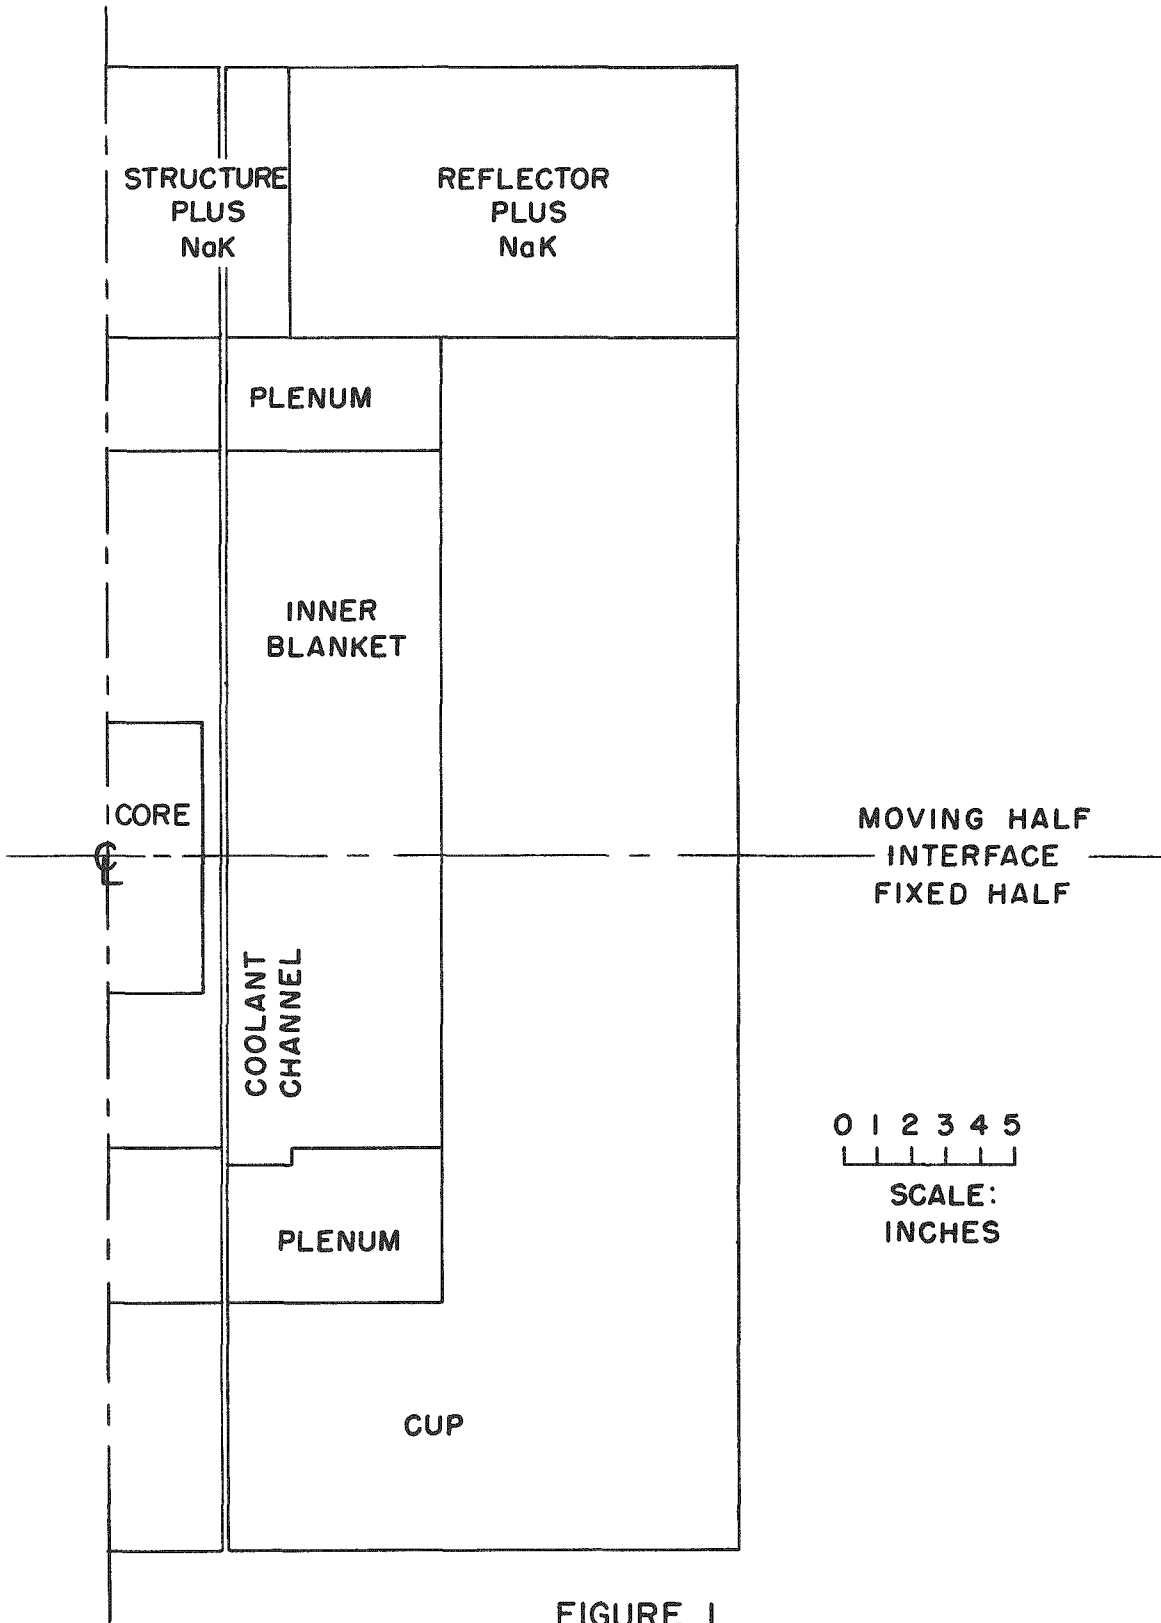 STRUCTURE
PLUS
NaK
REFLECTOR
PLUS
NaK
PLENUM
INNER
BLANKET
CORE
MOVING HALF
INTERFACE
FIXED HALF
℄
COOLANT
CHANNEL
0 1 2 3 4 5
SCALE:
INCHES
PLENUM
CUP
FIGURE 1